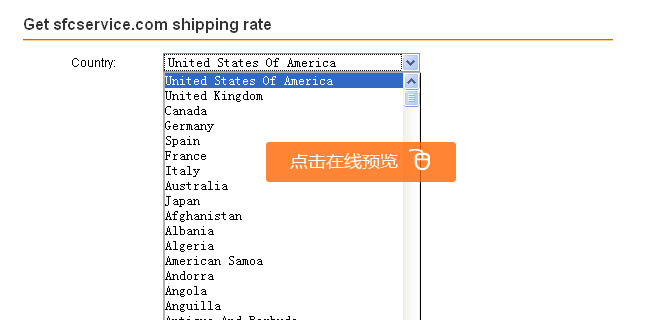 Get sfcservice.com shipping rate
Country:
United States Of America
United States Of America
United Kingdom
Canada
Germany
Spain
France
点击在线预览
Italy
Australia
Japan
Afghanistan
Albania
Algeria
American Samoa
Andorra
Angola
Anguilla